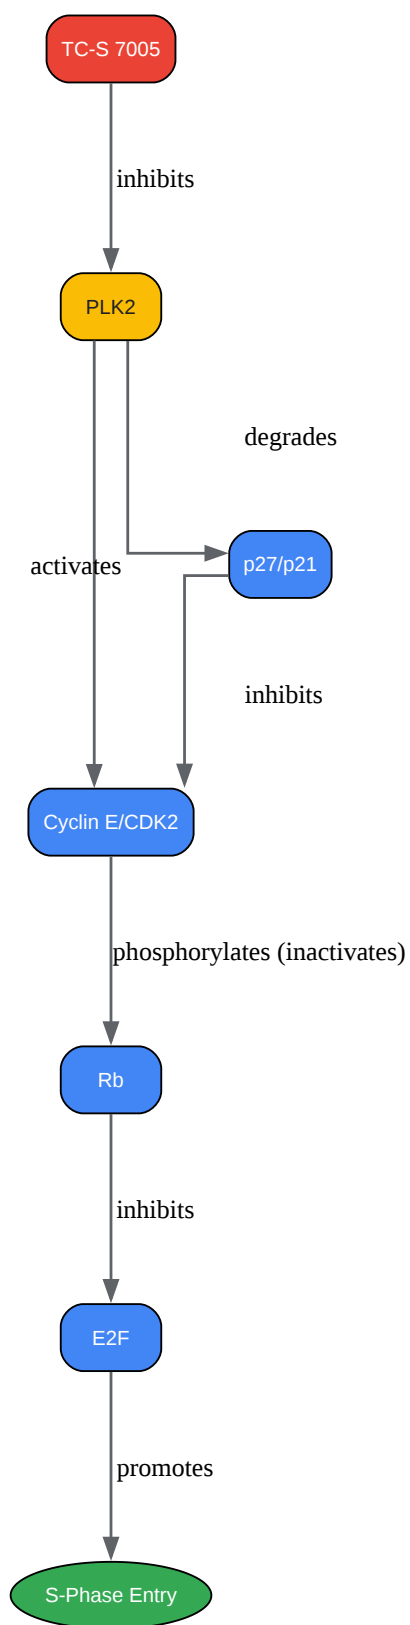 TC-S 7005
inhibits
PLK2
degrades
activates
p27/p21
inhibits
Cyclin E/CDK2
phosphorylates (inactivates)
Rb
inhibits
E2F
promotes
S-Phase Entry